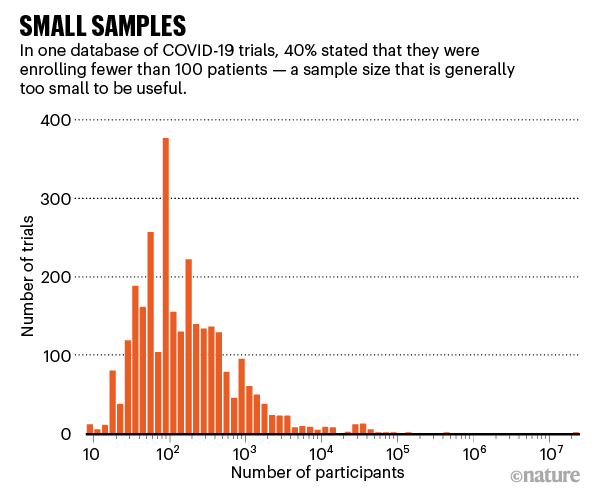 SMALL SAMPLES
In one database of COVID-19 trials, 40% stated that they were
enrolling fewer than 100 patients — a sample size that is generally
too small to be useful.
400
300
200
100
0
Number of trials
10 10² 10³ 10⁴ 10⁵ 10⁶ 10⁷
Number of participants
©nature